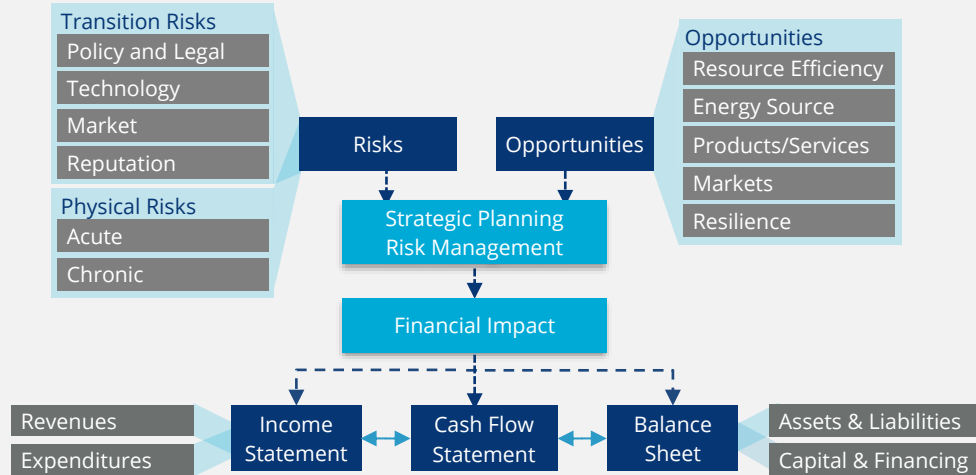 Transition Risks
Policy and Legal
Technology
Market
Reputation
Physical Risks
Acute
Chronic
Risks
Opportunities
Opportunities
Resource Efficiency
Energy Source
Products/Services
Markets
Resilience
Strategic Planning
Risk Management
Financial Impact
Revenues
Expenditures
Income
Statement
Cash Flow
Statement
Balance
Sheet
Assets & Liabilities
Capital & Financing